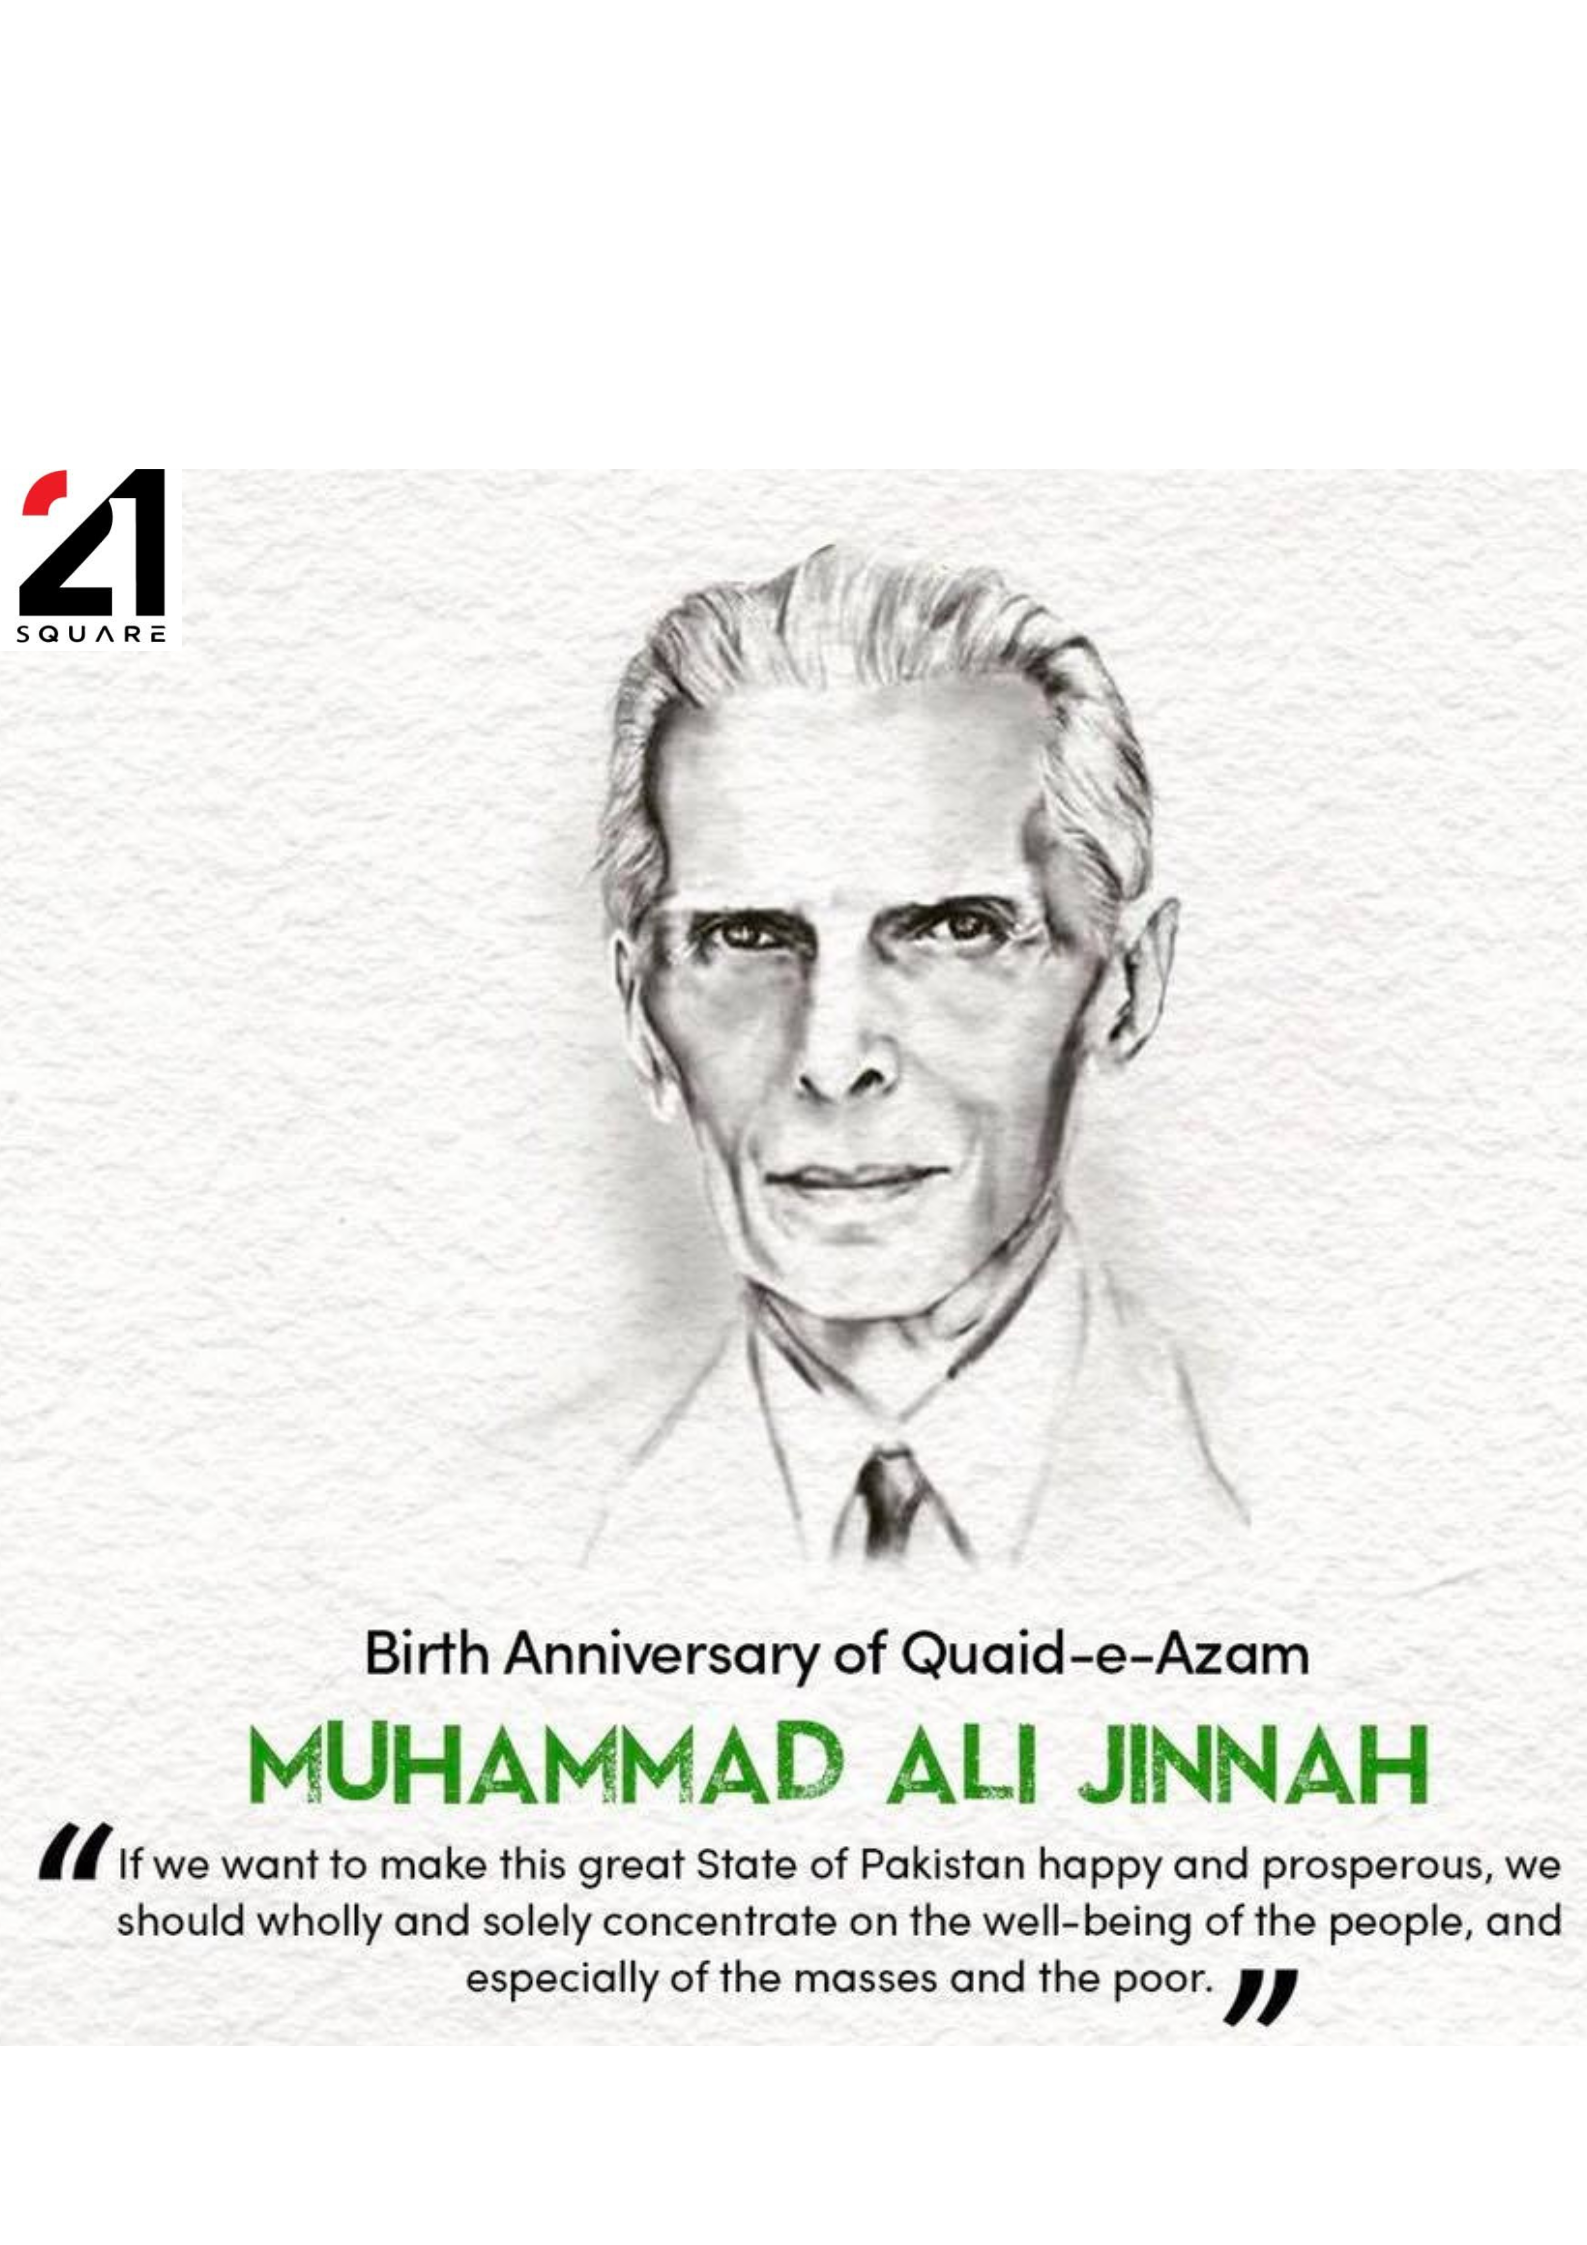 21
SQUARE
Birth Anniversary of Quaid-e-Azam
MUHAMMAD ALI JINNAH
“If we want to make this great State of Pakistan happy and prosperous, we
should wholly and solely concentrate on the well-being of the people, and
especially of the masses and the poor.”